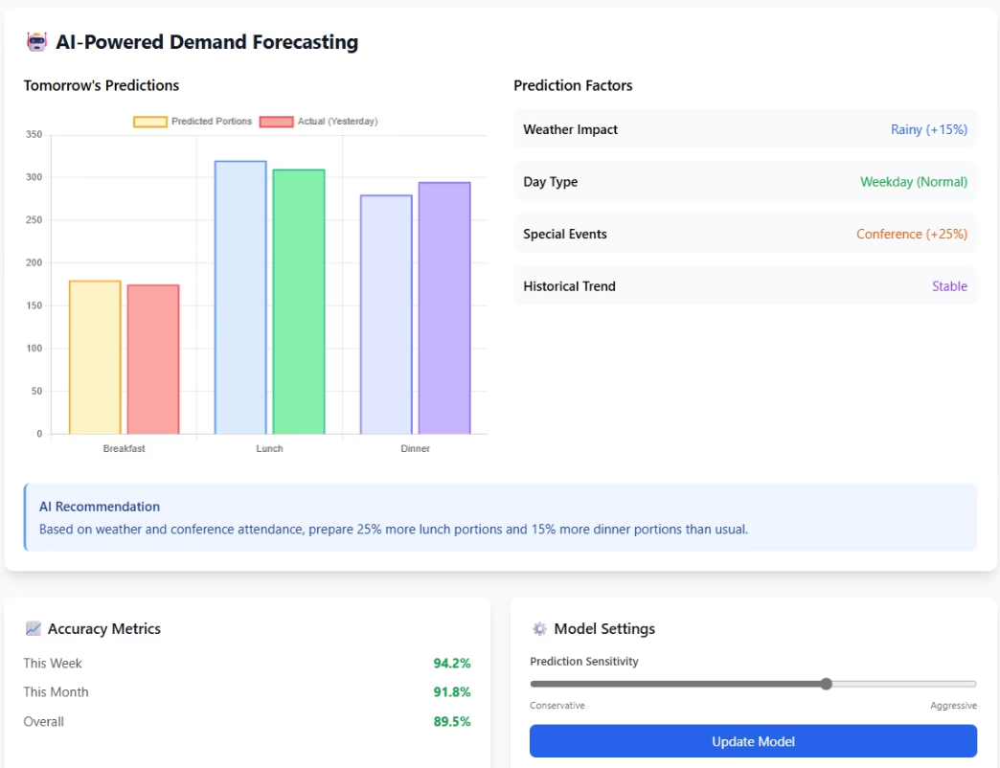 AI-Powered Demand Forecasting
Tomorrow's Predictions
Predicted Portions Actual (Yesterday)
350
300
250
200
150
100
50
0
Breakfast Lunch Dinner
Prediction Factors
Weather Impact Rainy (+15%)
Day Type Weekday (Normal)
Special Events Conference (+25%)
Historical Trend Stable
AI Recommendation
Based on weather and conference attendance, prepare 25% more lunch portions and 15% more dinner portions than usual.
Accuracy Metrics
This Week 94.2%
This Month 91.8%
Overall 89.5%
Model Settings
Prediction Sensitivity
Conservative Aggressive
Update Model